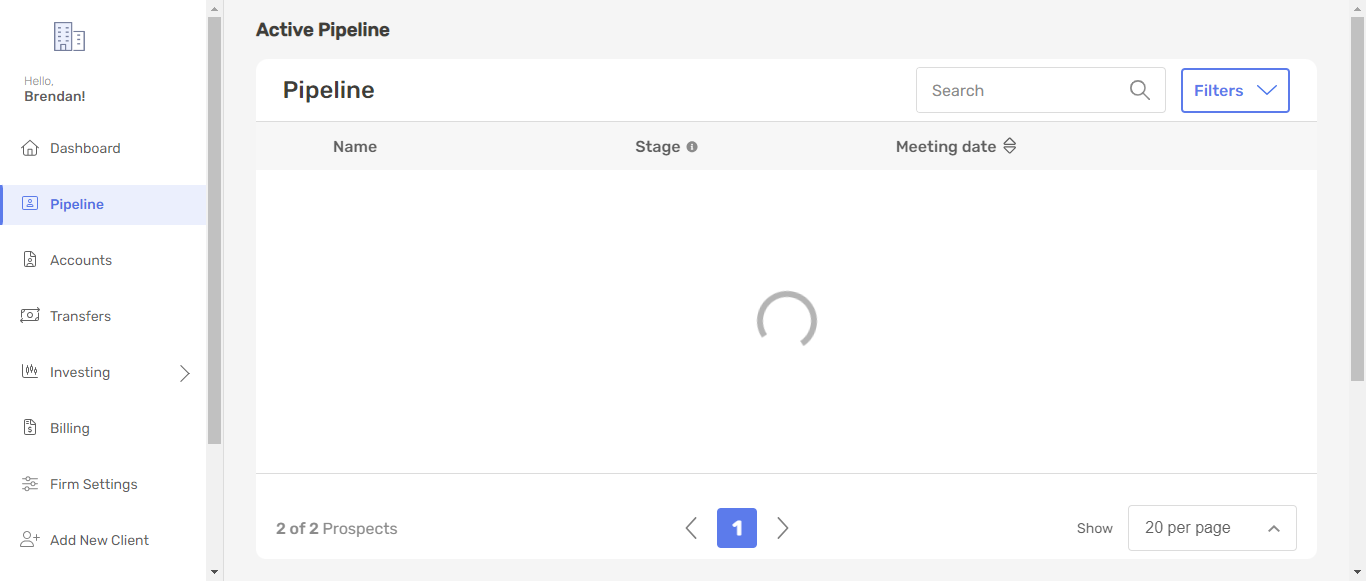 Hello,
Brendan!
Dashboard
Pipeline
Accounts
Transfers
Investing
Billing
Firm Settings
Add New Client
Active Pipeline
Pipeline
Search
Filters
Name Stage Meeting date
2 of 2 Prospects
1
Show 20 per page